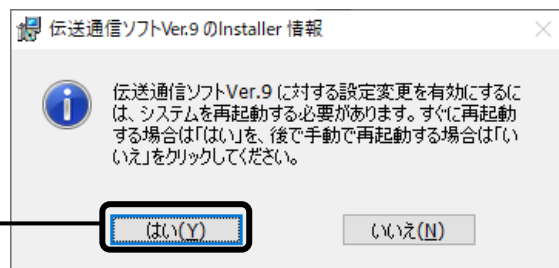 伝送通信ソフトVer.9 のInstaller 情報
伝送通信ソフトVer.9 に対する設定変更を有効にするに
は、システムを再起動する必要があります。すぐに再起動
する場合は「はい」を、後で手動で再起動する場合は「い
いえ」をクリックしてください。
はい(Y)
いいえ(N)